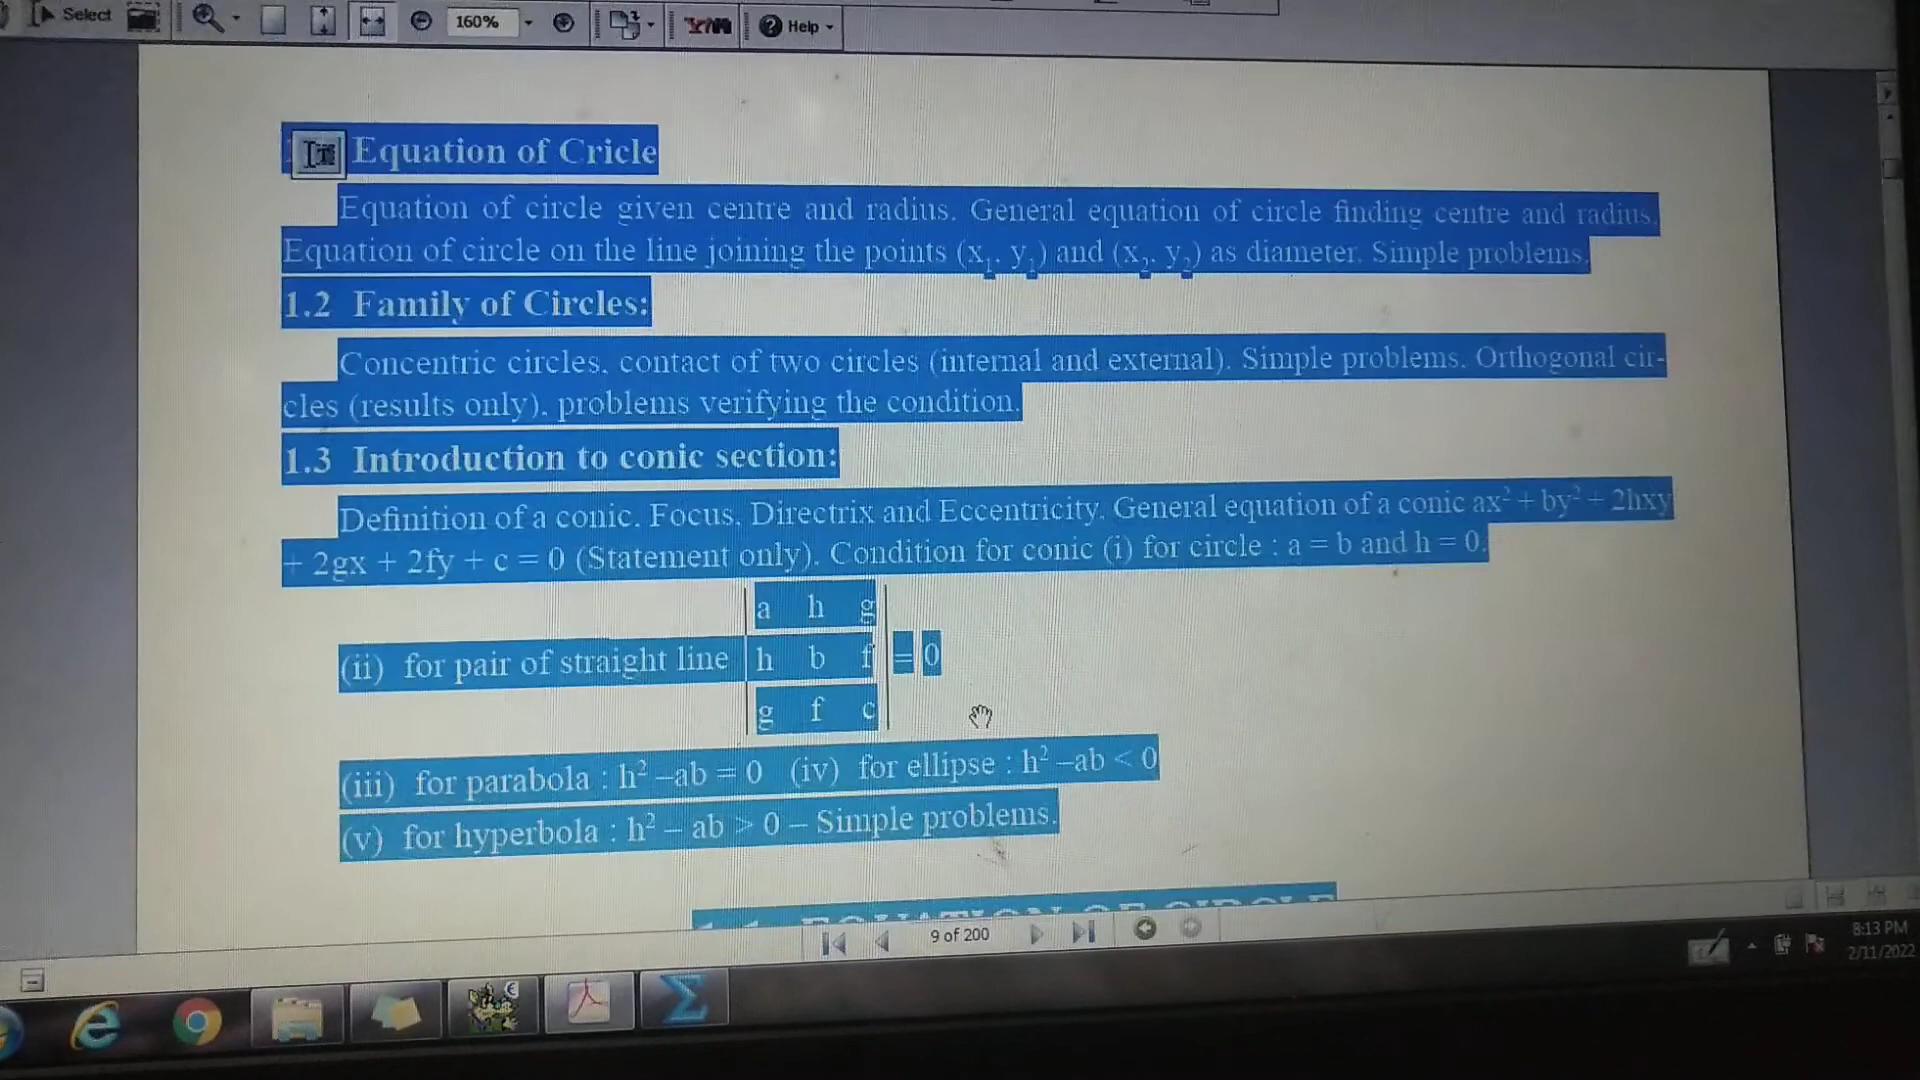 Select
160%
Help
Equation of Cricle
Equation of circle given centre and radius. General equation of circle finding centre and radius.
Equation of circle on the line joining the points (x₁, y₁) and (x₂, y₂) as diameter. Simple problems.
1.2 Family of Circles:
Concentric circles, contact of two circles (internal and external). Simple problems. Orthogonal cir-
cles (results only), problems verifying the condition.
1.3 Introduction to conic section:
Definition of a conic. Focus, Directrix and Eccentricity. General equation of a conic ax² + by² + 2hxy
+ 2gx + 2fy + c = 0 (Statement only). Condition for conic (i) for circle : a = b and h = 0.
a h g
(ii) for pair of straight line h b f = 0
g f c
(iii) for parabola : h² –ab = 0 (iv) for ellipse : h² –ab < 0
(v) for hyperbola : h² – ab > 0 – Simple problems.
EQUATION OF CIRCLE
9 of 200
8:13 PM
2/11/2022